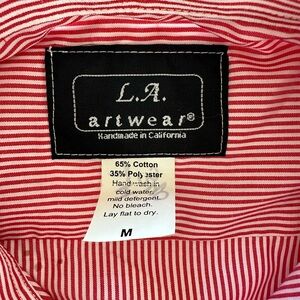 L.A.
artwear®
Handmade in California
65% Cotton
35% Polyester
Hand wash in
cold water,
mild detergent.
No bleach.
Lay flat to dry.
M